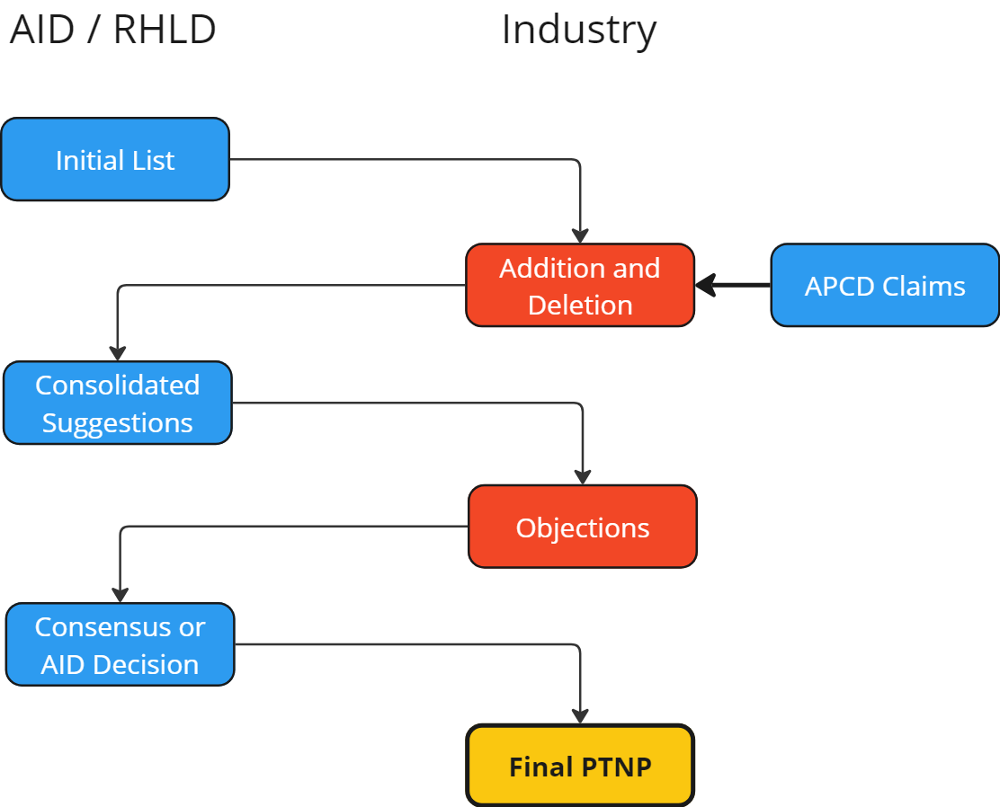 AID / RHLD
Industry
Initial List
Addition and
Deletion
APCD Claims
Consolidated
Suggestions
Objections
Consensus or
AID Decision
Final PTNP